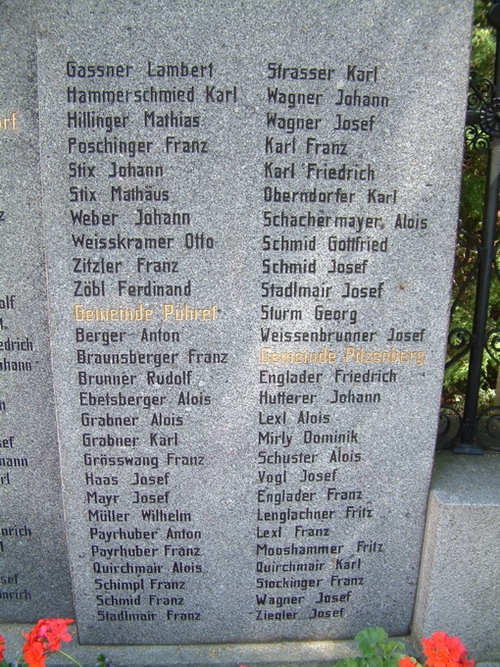 Gassner Lambert
Hammerschmied Karl
Hillinger Mathias
Poschinger Franz
Stix Johann
Stix Mathäus
Weber Johann
Weisskramer Otto
Zitzler Franz
Zöbl Ferdinand
Gemeinde Pühret
Berger Anton
Braunsberger Franz
Brunner Rudolf
Ebetsberger Alois
Grabner Alois
Grabner Karl
Grösswang Franz
Haas Josef
Mayr Josef
Müller Wilhelm
Payrhuber Anton
Payrhuber Franz
Quirchmair Alois
Schimpl Franz
Schmid Franz
Stadlmair Franz
Strasser Karl
Wagner Johann
Wagner Josef
Karl Franz
Karl Friedrich
Oberndorfer Karl
Schachermayer Alois
Schmid Gottfried
Schmid Josef
Stadlmair Josef
Sturm Georg
Weissenbrunner Josef
Gemeinde Pitzenberg
Englader Friedrich
Hutterer Johann
Lexl Alois
Mirly Dominik
Schuster Alois
Vogl Josef
Englader Franz
Lenglachner Fritz
Lexl Franz
Mooshammer Fritz
Quirchmair Karl
Stockinger Franz
Wagner Josef
Ziegler Josef